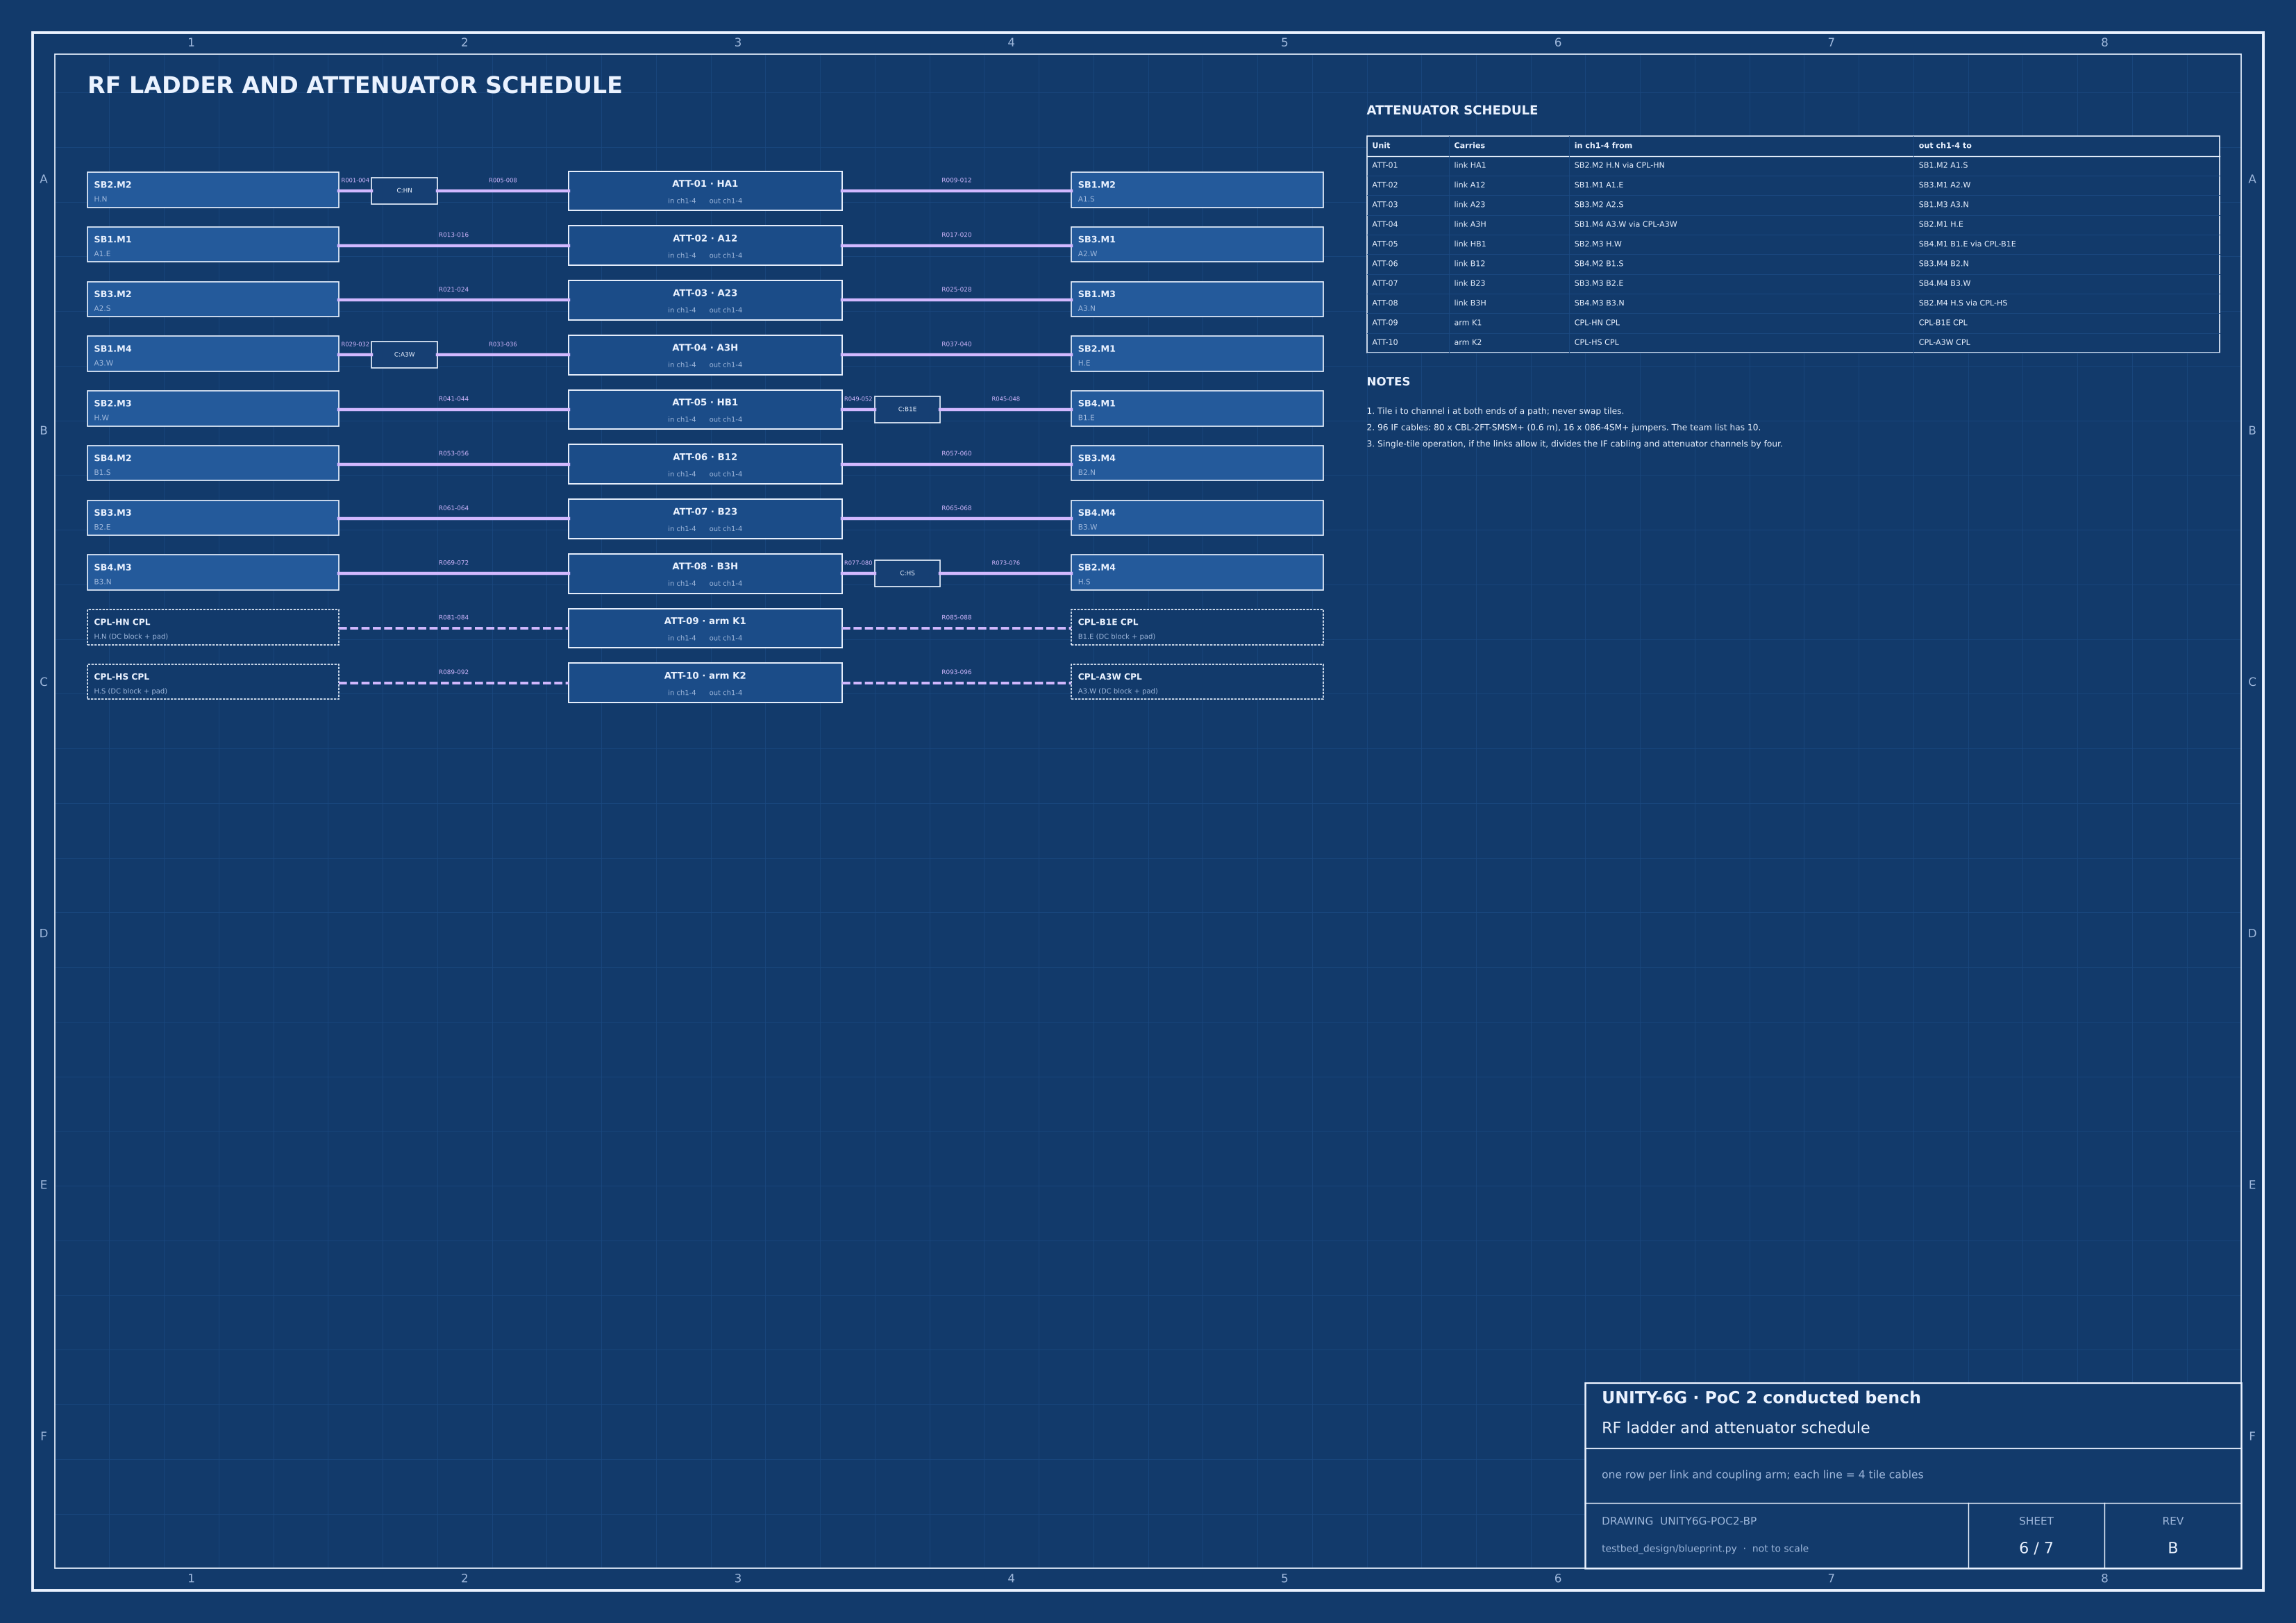 1 2 3 4 5 6 7 8
RF LADDER AND ATTENUATOR SCHEDULE
A A
SB2.M2
H.N
R001-004
C:HN
R005-008
ATT-01 · HA1
in ch1-4 out ch1-4
R009-012
SB1.M2
A1.S
SB1.M1
A1.E
R013-016
ATT-02 · A12
in ch1-4 out ch1-4
R017-020
SB3.M1
A2.W
SB3.M2
A2.S
R021-024
ATT-03 · A23
in ch1-4 out ch1-4
R025-028
SB1.M3
A3.N
SB1.M4
A3.W
R029-032
C:A3W
R033-036
ATT-04 · A3H
in ch1-4 out ch1-4
R037-040
SB2.M1
H.E
B B
SB2.M3
H.W
R041-044
ATT-05 · HB1
in ch1-4 out ch1-4
R049-052
C:B1E
R045-048
SB4.M1
B1.E
SB4.M2
B1.S
R053-056
ATT-06 · B12
in ch1-4 out ch1-4
R057-060
SB3.M4
B2.N
SB3.M3
B2.E
R061-064
ATT-07 · B23
in ch1-4 out ch1-4
R065-068
SB4.M4
B3.W
SB4.M3
B3.N
R069-072
ATT-08 · B3H
in ch1-4 out ch1-4
R077-080
C:HS
R073-076
SB2.M4
H.S
CPL-HN CPL
H.N (DC block + pad)
R081-084
ATT-09 · arm K1
in ch1-4 out ch1-4
R085-088
CPL-B1E CPL
B1.E (DC block + pad)
C C
CPL-HS CPL
H.S (DC block + pad)
R089-092
ATT-10 · arm K2
in ch1-4 out ch1-4
R093-096
CPL-A3W CPL
A3.W (DC block + pad)
ATTENUATOR SCHEDULE
Unit Carries in ch1-4 from out ch1-4 to
ATT-01 link HA1 SB2.M2 H.N via CPL-HN SB1.M2 A1.S
ATT-02 link A12 SB1.M1 A1.E SB3.M1 A2.W
ATT-03 link A23 SB3.M2 A2.S SB1.M3 A3.N
ATT-04 link A3H SB1.M4 A3.W via CPL-A3W SB2.M1 H.E
ATT-05 link HB1 SB2.M3 H.W SB4.M1 B1.E via CPL-B1E
ATT-06 link B12 SB4.M2 B1.S SB3.M4 B2.N
ATT-07 link B23 SB3.M3 B2.E SB4.M4 B3.W
ATT-08 link B3H SB4.M3 B3.N SB2.M4 H.S via CPL-HS
ATT-09 arm K1 CPL-HN CPL CPL-B1E CPL
ATT-10 arm K2 CPL-HS CPL CPL-A3W CPL
NOTES
1. Tile i to channel i at both ends of a path; never swap tiles.
2. 96 IF cables: 80 x CBL-2FT-SMSM+ (0.6 m), 16 x 086-4SM+ jumpers. The team list has 10.
3. Single-tile operation, if the links allow it, divides the IF cabling and attenuator channels by four.
D D
E E
F F
UNITY-6G · PoC 2 conducted bench
RF ladder and attenuator schedule
one row per link and coupling arm; each line = 4 tile cables
DRAWING UNITY6G-POC2-BP
testbed_design/blueprint.py · not to scale
SHEET
6 / 7
REV
B
1 2 3 4 5 6 7 8